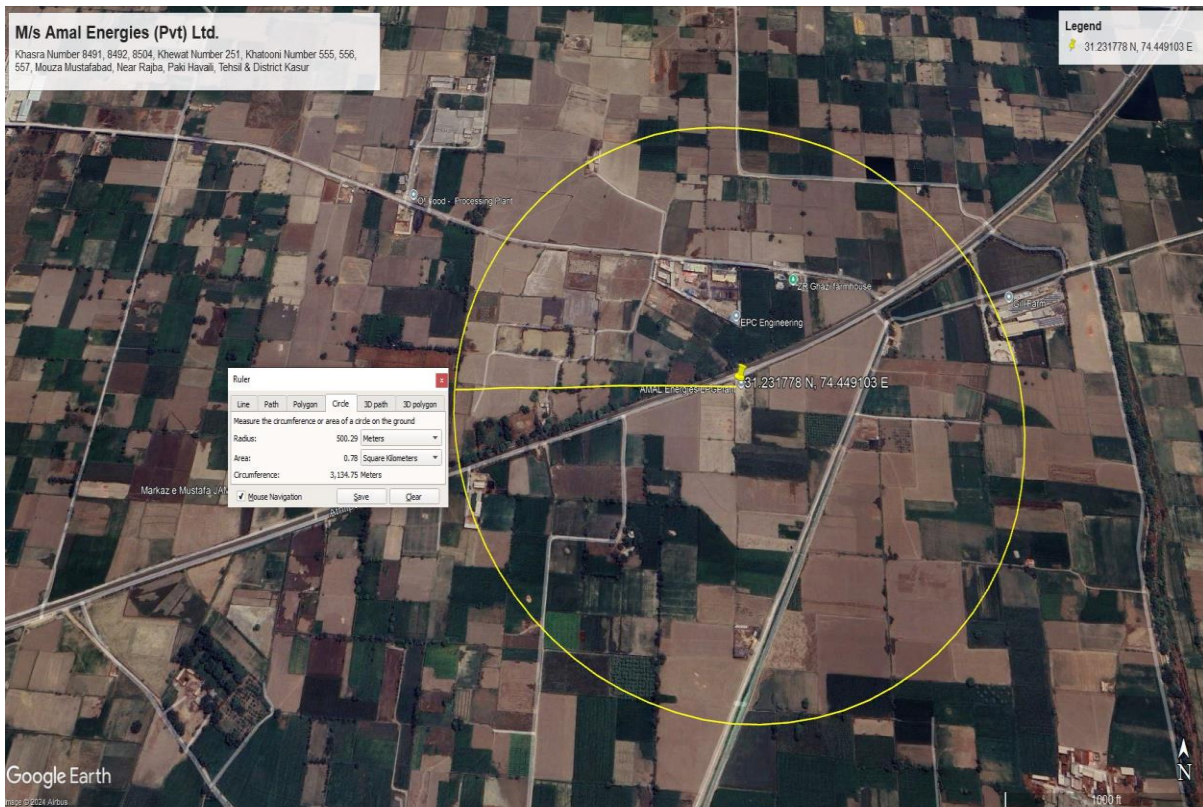 M/s Amal Energies (Pvt) Ltd.
Khasra Number 8491, 8492, 8504, Khewat Number 251, Khatooni Number 555, 556,
557, Mouza Mustafabad, Near Rajba, Paki Havaili, Tehsil & District Kasur
Legend
31.231778 N, 74.449103 E
Food - Processing Plant
ZR Ghazi farmhouse
Gill Farm
EPC Engineering
31.231778 N, 74.449103 E
AMAL Energies
Ruler
x
Line Path Polygon Circle 3D path 3D polygon
Measure the circumference or area of a circle on the ground
Radius: 500.29 Meters
Area: 0.78 Square Kilometers
Circumference: 3,134.75 Meters
Mouse Navigation Save Clear
Markaz e Mustafa
Google Earth
Image © 2024 Airbus
1000 ft
N